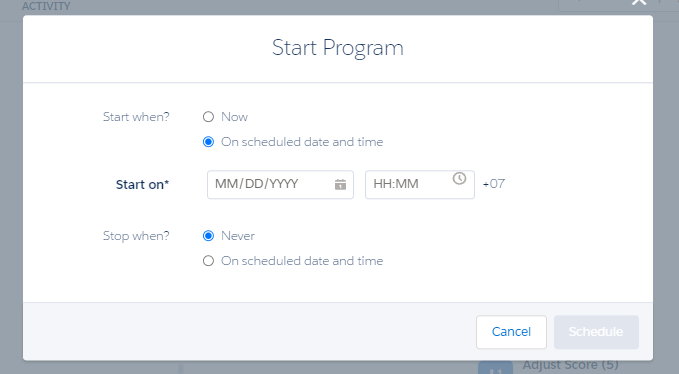 ACTIVITY
Start Program
Start when?
Now
On scheduled date and time
Start on*
MM/DD/YYYY
HH:MM
+07
Stop when?
Never
On scheduled date and time
Cancel
Schedule
Adjust Score (5)